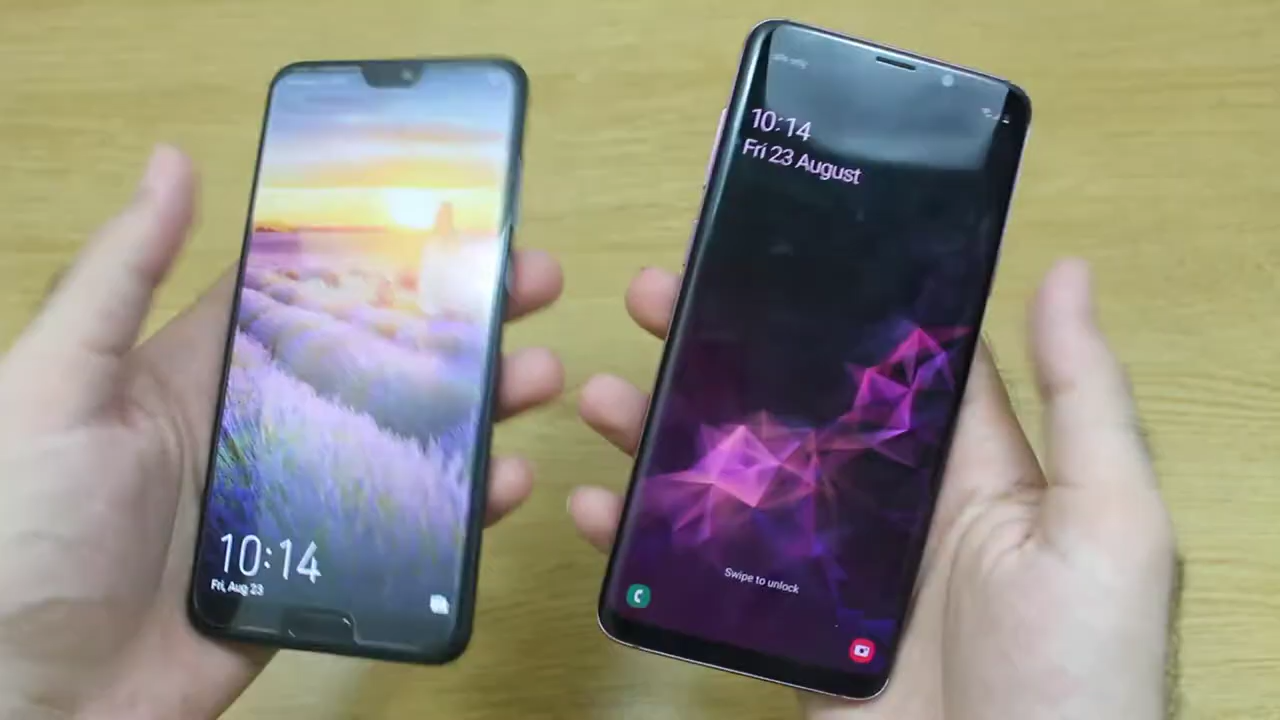 10:14
Fri, Aug 23
10:14
Fri 23 August
Swipe to unlock